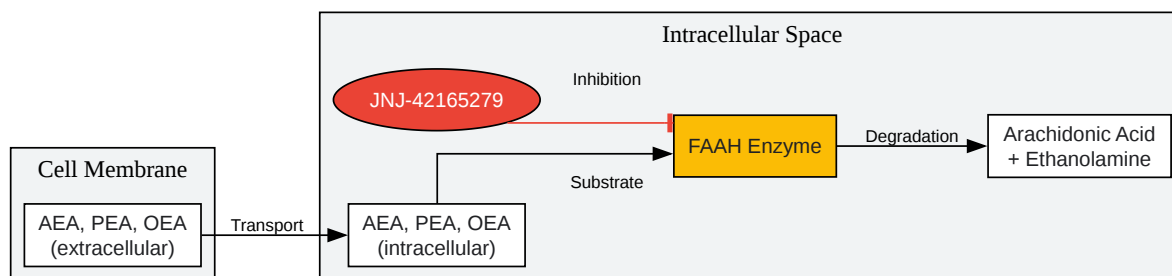 Intracellular Space
Inhibition
JNJ-42165279
FAAH Enzyme
Degradation
Arachidonic Acid
+ Ethanolamine
Substrate
Cell Membrane
AEA, PEA, OEA
(extracellular)
Transport
AEA, PEA, OEA
(intracellular)